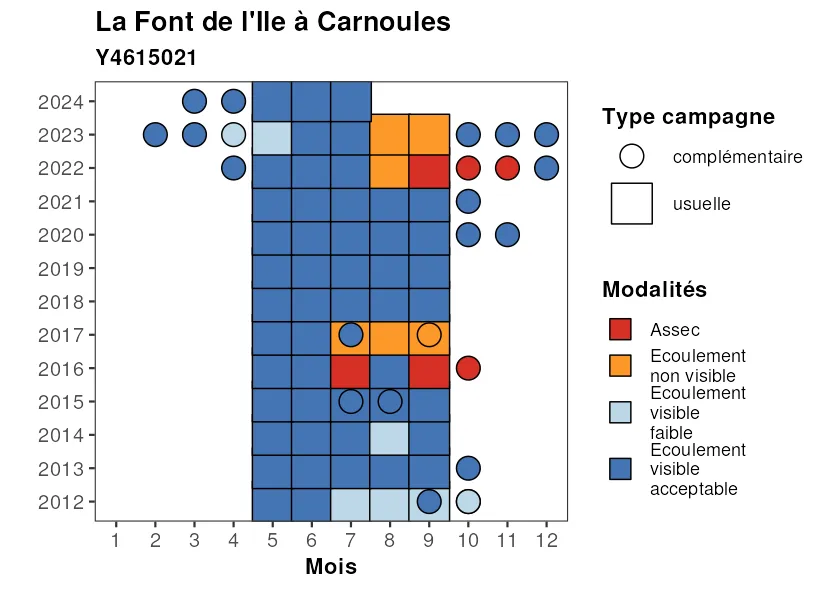 La Font de l'Ile à Carnoules
Y4615021
2024
2023
2022
2021
2020
2019
2018
2017
2016
2015
2014
2013
2012
1 2 3 4 5 6 7 8 9 10 11 12
Mois
Type campagne
complémentaire
usuelle
Modalités
Assec
Ecoulement
non visible
Ecoulement
visible
faible
Ecoulement
visible
acceptable